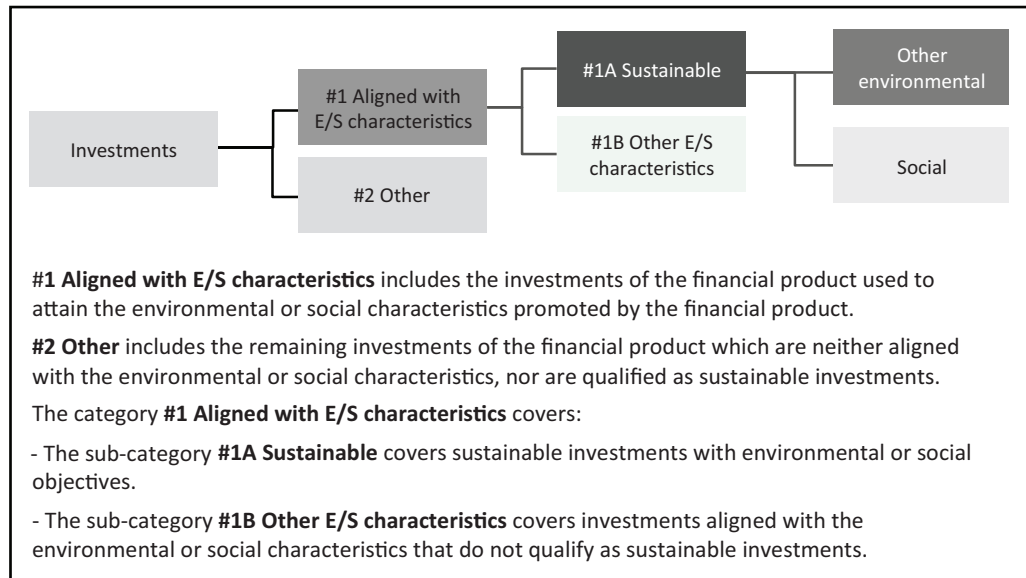 Investments
#1 Aligned with
E/S characteristics
#2 Other
#1A Sustainable
#1B Other E/S
characteristics
Other
environmental
Social
#1 Aligned with E/S characteristics includes the investments of the financial product used to
attain the environmental or social characteristics promoted by the financial product.
#2 Other includes the remaining investments of the financial product which are neither aligned
with the environmental or social characteristics, nor are qualified as sustainable investments.
The category #1 Aligned with E/S characteristics covers:
- The sub-category #1A Sustainable covers sustainable investments with environmental or social
objectives.
- The sub-category #1B Other E/S characteristics covers investments aligned with the
environmental or social characteristics that do not qualify as sustainable investments.